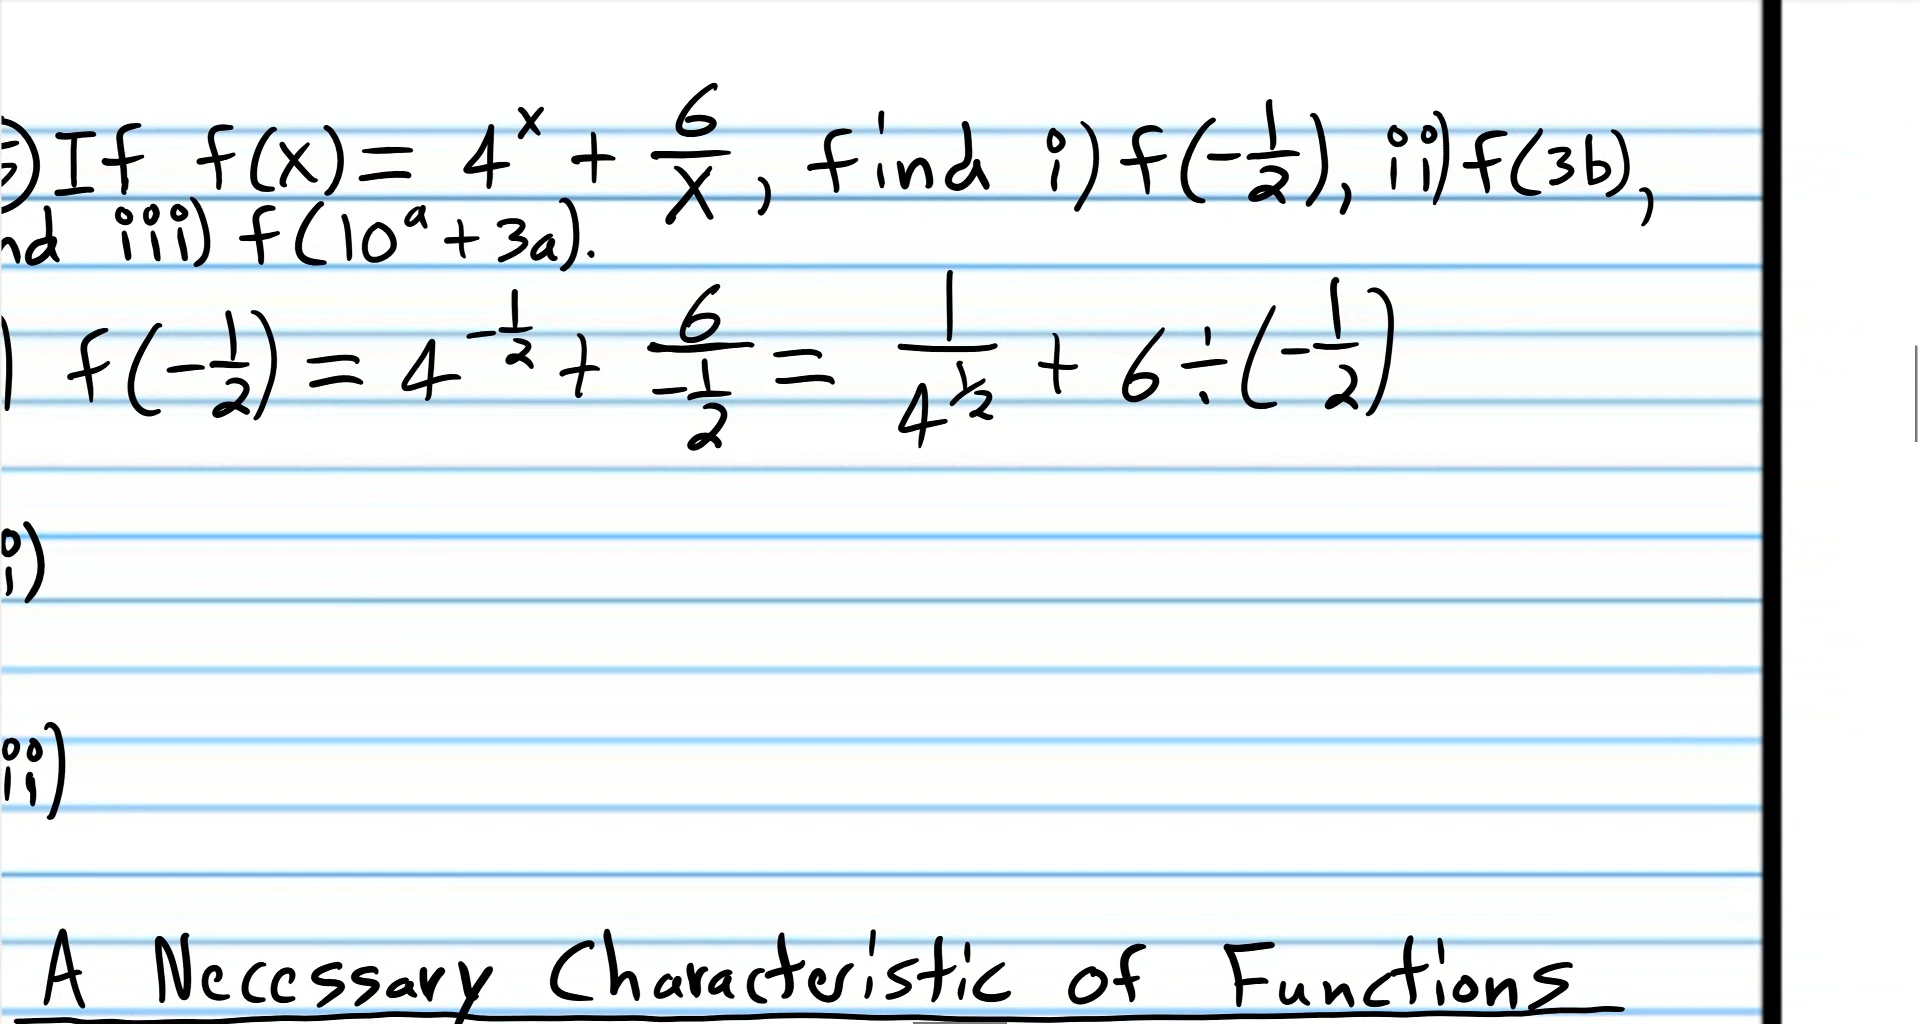 5) If f(x) = 4^x + 6/x, find i) f(-1/2), ii) f(3b),
nd iii) f(10^a + 3a).
) f(-1/2) = 4^(-1/2) + 6/(-1/2) = 1/4^(1/2) + 6 ÷ (-1/2)
i)
ii)
A Necessary Characteristic of Functions